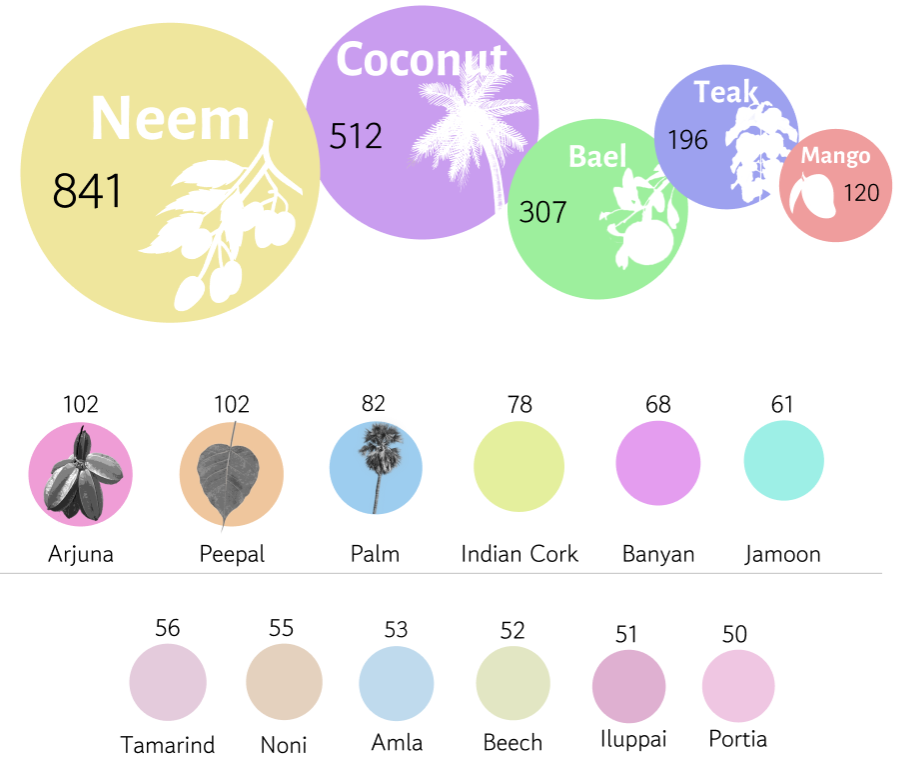 Neem
841
Coconut
512
Bael
307
Teak
196
Mango
120
102 102 82 78 68 61
Arjuna Peepal Palm Indian Cork Banyan Jamoon
56 55 53 52 51 50
Tamarind Noni Amla Beech Iluppai Portia